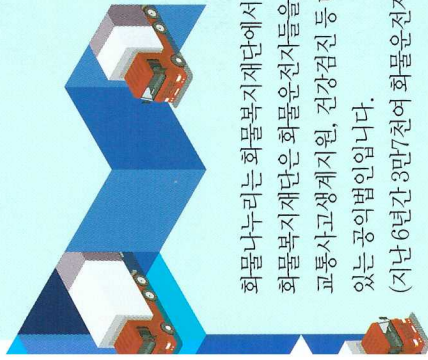 화물나누리는 화물복지재단에서
화물복지재단은 화물운전자들을
교통사고생계지원, 건강검진 등
있는 공익법인입니다.
(지난 6년간 3만7천여 화물운전자